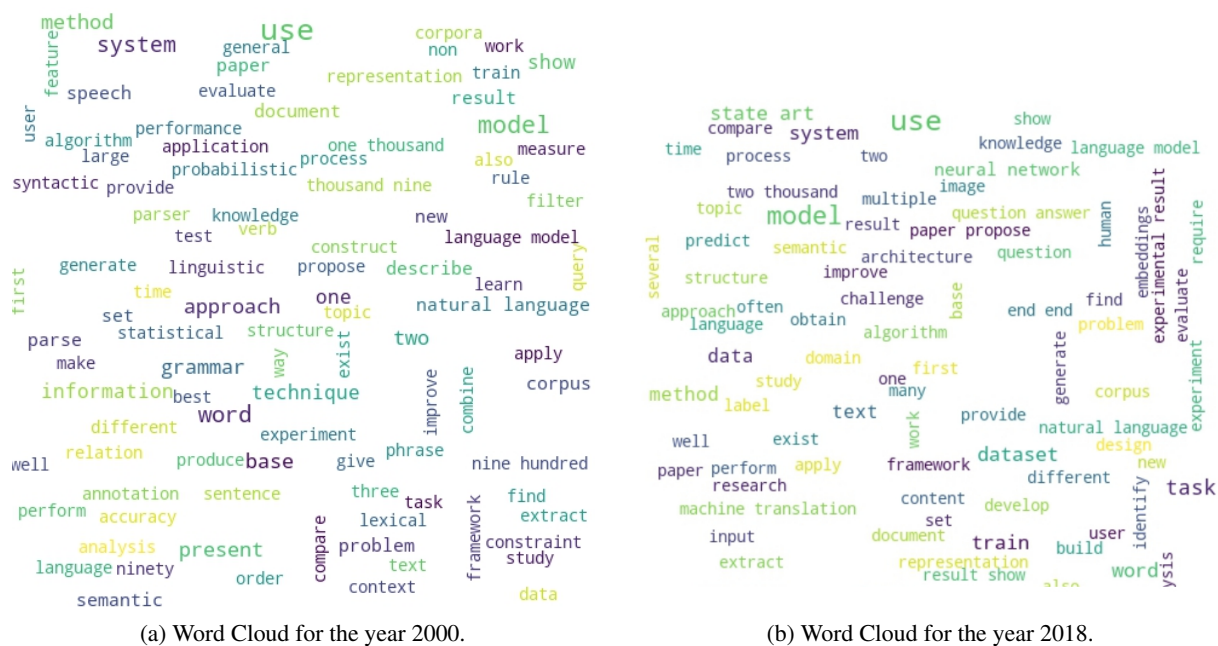 method
use
corpora
system
general
non
work
feature
paper
show
representation
train
speech
evaluate
result
document
user
performance
model
algorithm
application
one thousand
large
process
also
measure
probabilistic
rule
syntactic
provide
thousand nine
filter
parser
knowledge
new
verb
test
language model
construct
query
generate
linguistic
propose
describe
first
learn
time
approach
one
natural language
topic
set
statistical
structure
exist
two
parse
way
apply
make
grammar
corpus
information
best
technique
improve
combine
word
different
experiment
relation
phrase
well
produce
base
give
nine hundred
annotation
sentence
three
task
find
perform
accuracy
lexical
framework
extract
analysis
present
compare
problem
constraint
study
language
ninety
order
text
context
semantic
data
(a) Word Cloud for the year 2000.
state art
use
show
compare
system
knowledge
language model
time
process
two
neural network
image
two thousand
multiple
topic
model
result
question answer
human
embeddings
experimental result
require
paper propose
predict
semantic
architecture
question
several
structure
improve
evaluate
challenge
base
find
approach
often
end end
language
obtain
algorithm
problem
data
domain
first
generate
experiment
study
one
many
method
label
corpus
text
work
provide
natural language
well
exist
dataset
design
paper
perform
apply
framework
new
research
different
task
content
develop
identify
machine translation
set
input
document
train
user
build
extract
representation
result show
word
also
ysis
(b) Word Cloud for the year 2018.